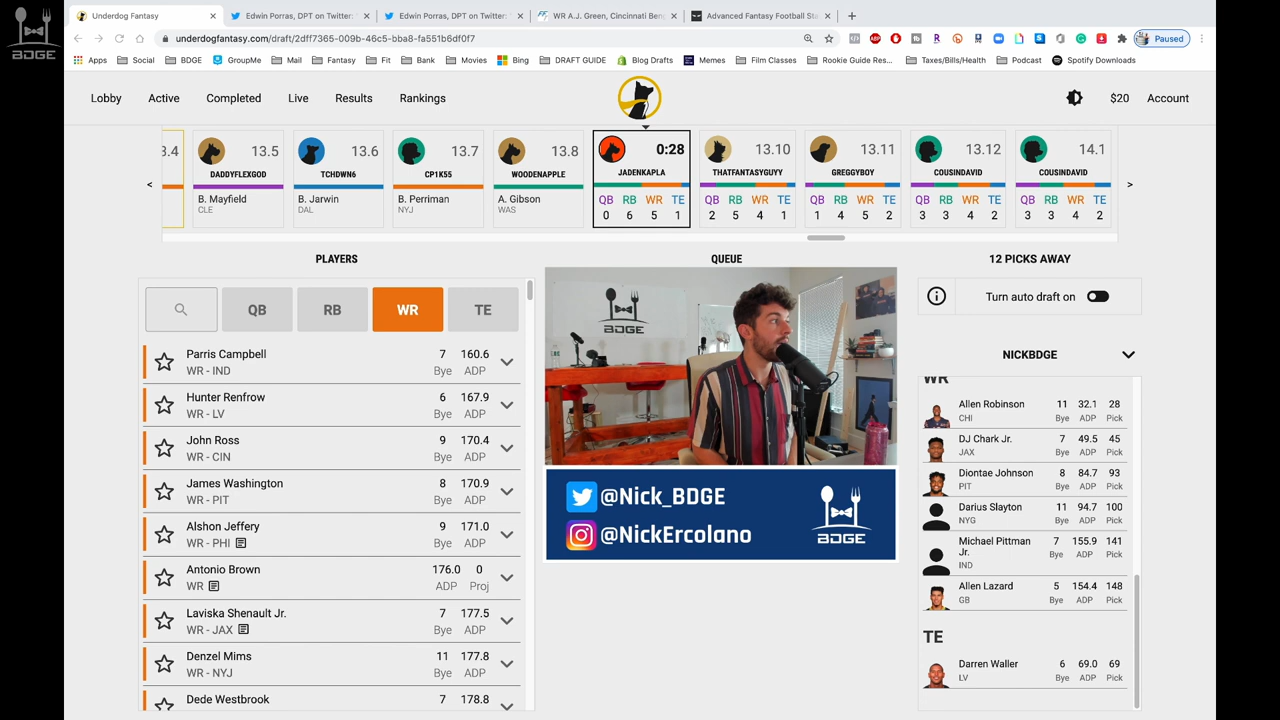 BDGE
Underdog Fantasy
Edwin Porras, DPT on Twitter:
Edwin Porras, DPT on Twitter:
WR A.J. Green, Cincinnati Ben
Advanced Fantasy Football Sta
underdogfantasy.com/draft/2dff7365-009b-46c5-bba8-fa551b6df0f7
Paused
Apps
Social
BDGE
GroupMe
Mail
Fantasy
Fit
Bank
Movies
Bing
DRAFT GUIDE
Blog Drafts
Memes
Film Classes
Rookie Guide Res...
Taxes/Bills/Health
Podcast
Spotify Downloads
Lobby
Active
Completed
Live
Results
Rankings
$20
Account
3.4
13.5
DADDYFLEXGOD
B. Mayfield
CLE
13.6
TCHDWN6
B. Jarwin
DAL
13.7
CP1K55
B. Perriman
NYJ
13.8
WOODENAPPLE
A. Gibson
WAS
0:28
JADENKAPLA
QB RB WR TE
0 6 5 1
13.10
THATFANTASYGUYY
QB RB WR TE
2 5 4 1
13.11
GREGGYBOY
QB RB WR TE
1 4 5 2
13.12
COUSINDAVID
QB RB WR TE
3 3 4 2
14.1
COUSINDAVID
QB RB WR TE
3 3 4 2
PLAYERS
QB
RB
WR
TE
Parris Campbell 7 160.6
WR - IND Bye ADP
Hunter Renfrow 6 167.9
WR - LV Bye ADP
John Ross 9 170.4
WR - CIN Bye ADP
James Washington 8 170.9
WR - PIT Bye ADP
Alshon Jeffery 9 171.0
WR - PHI Bye ADP
Antonio Brown 176.0 0
WR ADP Proj
Laviska Shenault Jr. 7 177.5
WR - JAX Bye ADP
Denzel Mims 11 177.8
WR - NYJ Bye ADP
Dede Westbrook 7 178.8
QUEUE
BDGE
@Nick_BDGE
@NickErcolano
BDGE
12 PICKS AWAY
Turn auto draft on
NICKBDGE
WR
Allen Robinson 11 32.1 28
CHI Bye ADP Pick
DJ Chark Jr. 7 49.5 45
JAX Bye ADP Pick
Diontae Johnson 8 84.7 93
PIT Bye ADP Pick
Darius Slayton 11 94.7 100
NYG Bye ADP Pick
Michael Pittman Jr. 7 155.9 141
IND Bye ADP Pick
Allen Lazard 5 154.4 148
GB Bye ADP Pick
TE
Darren Waller 6 69.0 69
LV Bye ADP Pick